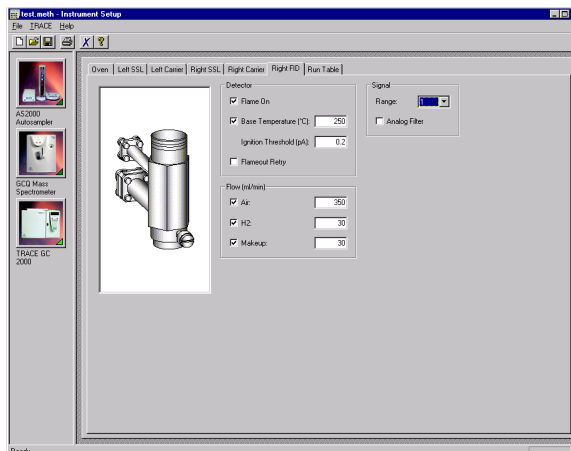 test.meth - Instrument Setup
File TRACE Help
AS2000
Autosampler
GCQ Mass
Spectrometer
TRACE GC
2000
Oven Left SSL Left Carrier Right SSL Right Carrier Right FID Run Table
Detector
Flame On
Base Temperature (°C): 250
Ignition Threshold (pA): 0.2
Flameout Retry
Flow (ml/min)
Air: 350
H2: 30
Makeup: 30
Signal
Range: 1
Analog Filter
Ready